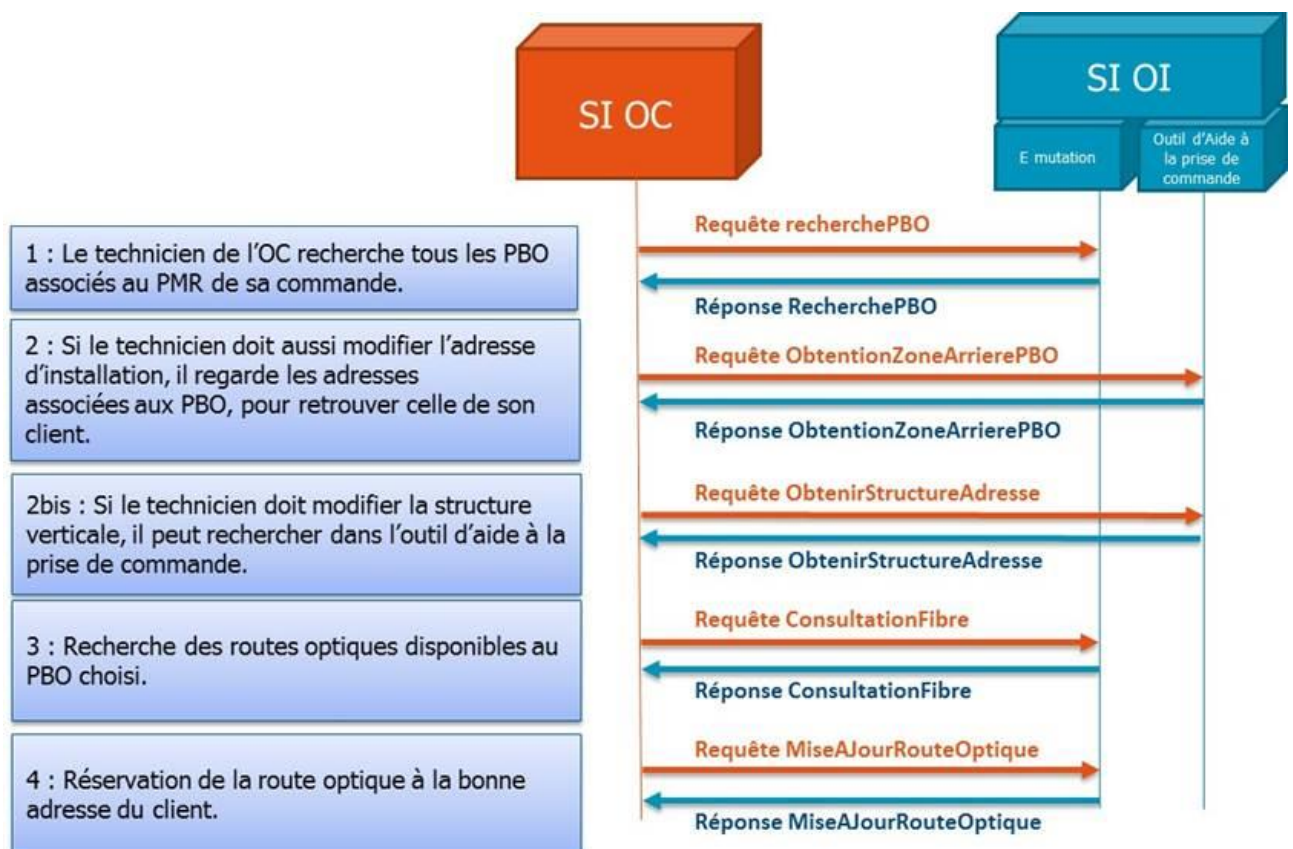 SI OC
SI OI
E mutation
Outil d'Aide à
la prise de
commande
1 : Le technicien de l'OC recherche tous les PBO
associés au PMR de sa commande.
Requête recherchePBO
Réponse RecherchePBO
2 : Si le technicien doit aussi modifier l'adresse
d'installation, il regarde les adresses
associées aux PBO, pour retrouver celle de son
client.
Requête ObtentionZoneArrierePBO
Réponse ObtentionZoneArrierePBO
2bis : Si le technicien doit modifier la structure
verticale, il peut rechercher dans l'outil d'aide à la
prise de commande.
Requête ObtenirStructureAdresse
Réponse ObtenirStructureAdresse
3 : Recherche des routes optiques disponibles au
PBO choisi.
Requête ConsultationFibre
Réponse ConsultationFibre
4 : Réservation de la route optique à la bonne
adresse du client.
Requête MiseAJourRouteOptique
Réponse MiseAJourRouteOptique